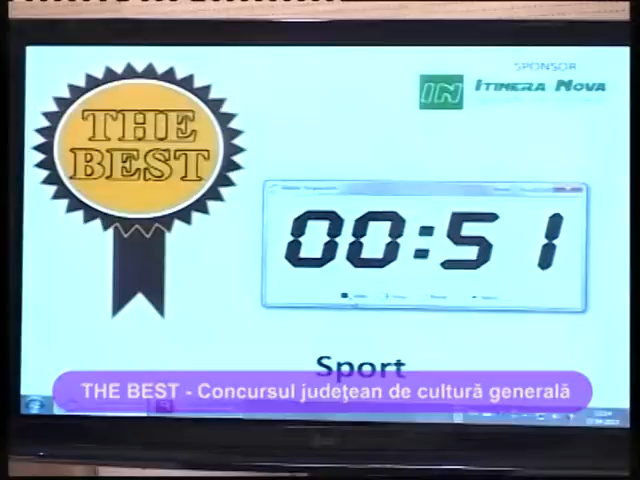 THE
BEST
SPONSOR
IN ITINERA NOVA
00:51
Sport
THE BEST - Concursul judeţean de cultură generală